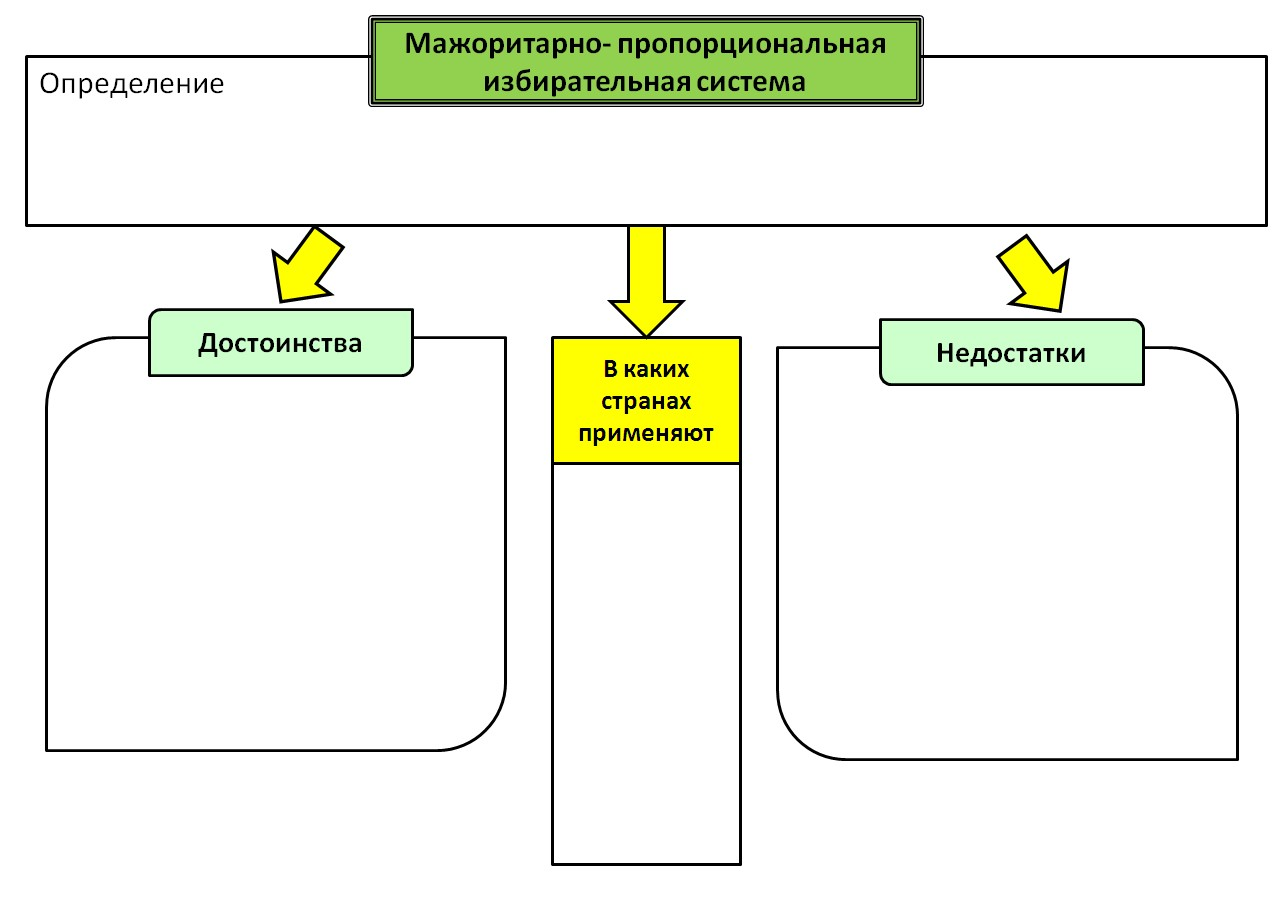 Мажоритарно- пропорциональная
избирательная система
Определение
Достоинства
В каких
странах
применяют
Недостатки